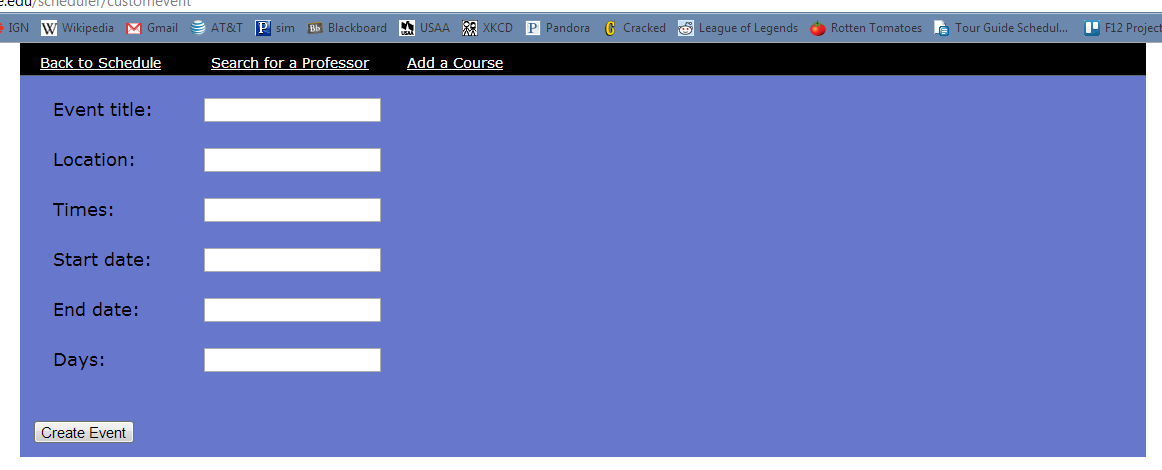 e.edu/scheduler/customevent
IGN W Wikipedia Gmail AT&T P sim Bb Blackboard USAA USAA XKCD P Pandora G Cracked League of Legends Rotten Tomatoes Tour Guide Schedul... F12 Project
Back to Schedule Search for a Professor Add a Course
Event title:
Location:
Times:
Start date:
End date:
Days:
Create Event